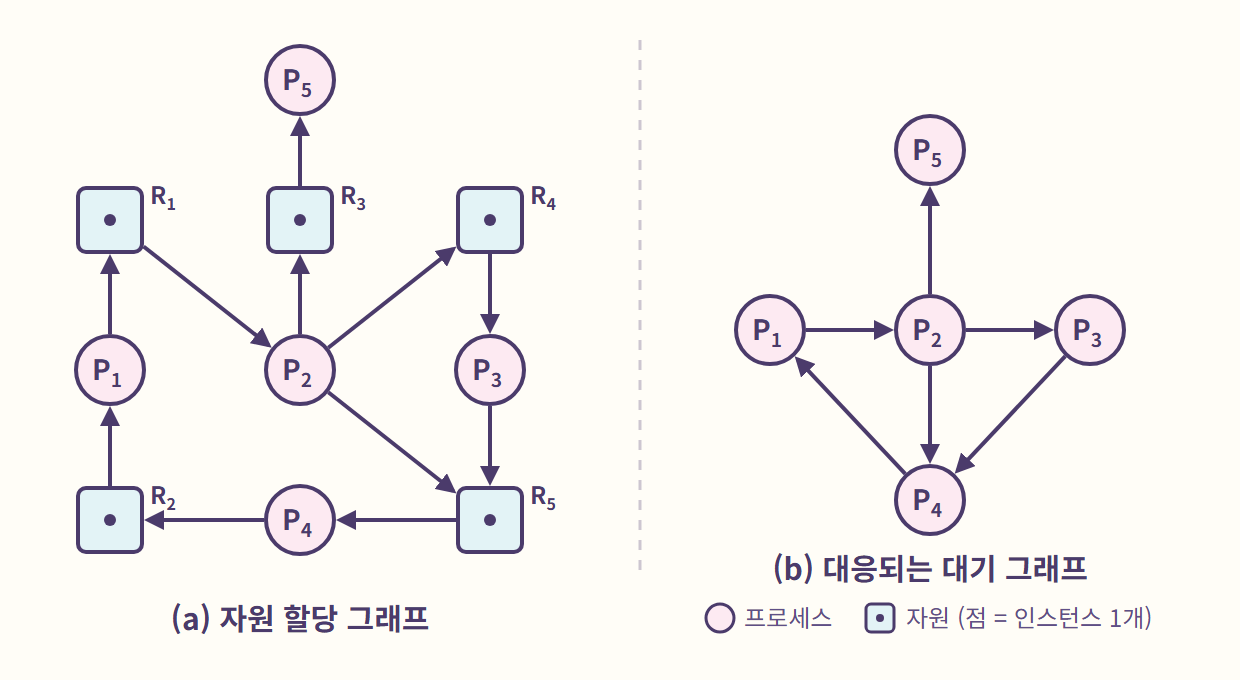 P5
R1
R3
R4
P1
P2
P3
R2
P4
R5
(a) 자원 할당 그래프
P5
P1
P2
P3
P4
(b) 대응되는 대기 그래프
프로세스
자원 (점 = 인스턴스 1개)